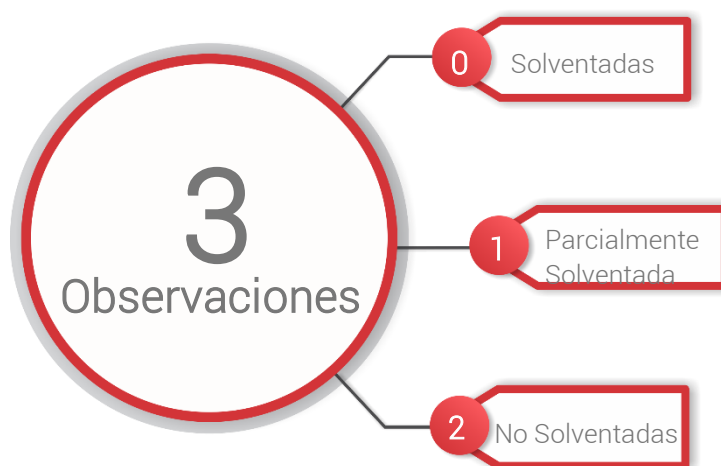 3
Observaciones
0
Solventadas
1
Parcialmente
Solventada
2
No Solventadas